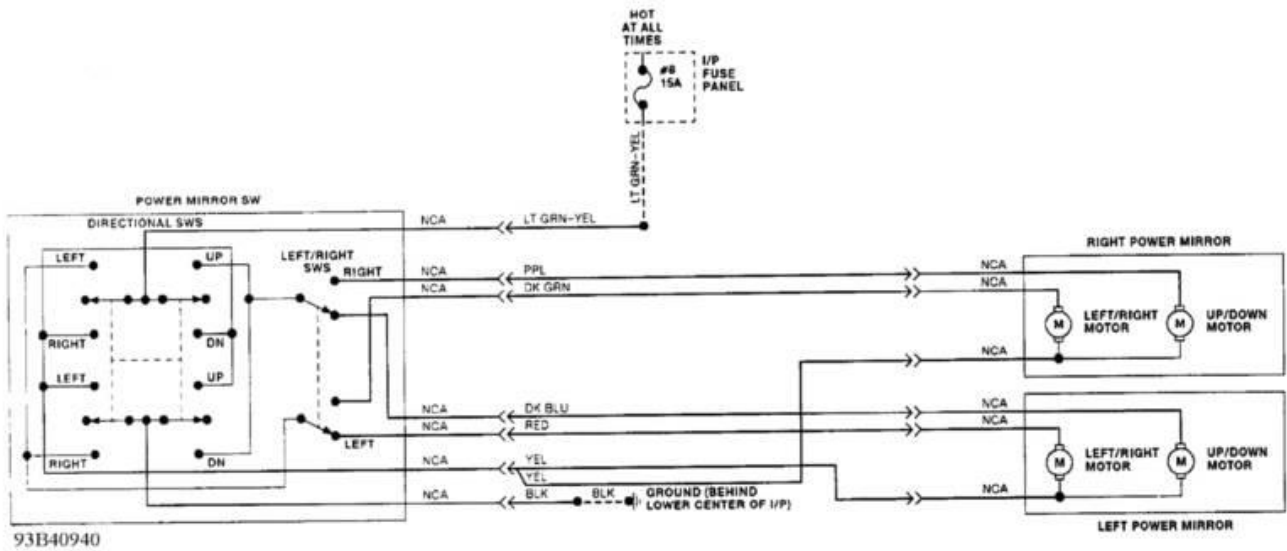 HOT
AT ALL
TIMES
#8
15A
I/P
FUSE
PANEL
LT GRN-YEL
POWER MIRROR SW
DIRECTIONAL SWS
NCA
LT GRN-YEL
LEFT
UP
LEFT/RIGHT
SWS
RIGHT
NCA
PPL
NCA
DK GRN
RIGHT
DN
LEFT
UP
NCA
DK BLU
NCA
RED
LEFT
RIGHT
DN
NCA
YEL
YEL
NCA
BLK
BLK
GROUND (BEHIND
LOWER CENTER OF I/P)
RIGHT POWER MIRROR
NCA
NCA
M
LEFT/RIGHT
MOTOR
M
UP/DOWN
MOTOR
NCA
NCA
NCA
M
LEFT/RIGHT
MOTOR
M
UP/DOWN
MOTOR
NCA
LEFT POWER MIRROR
93B40940